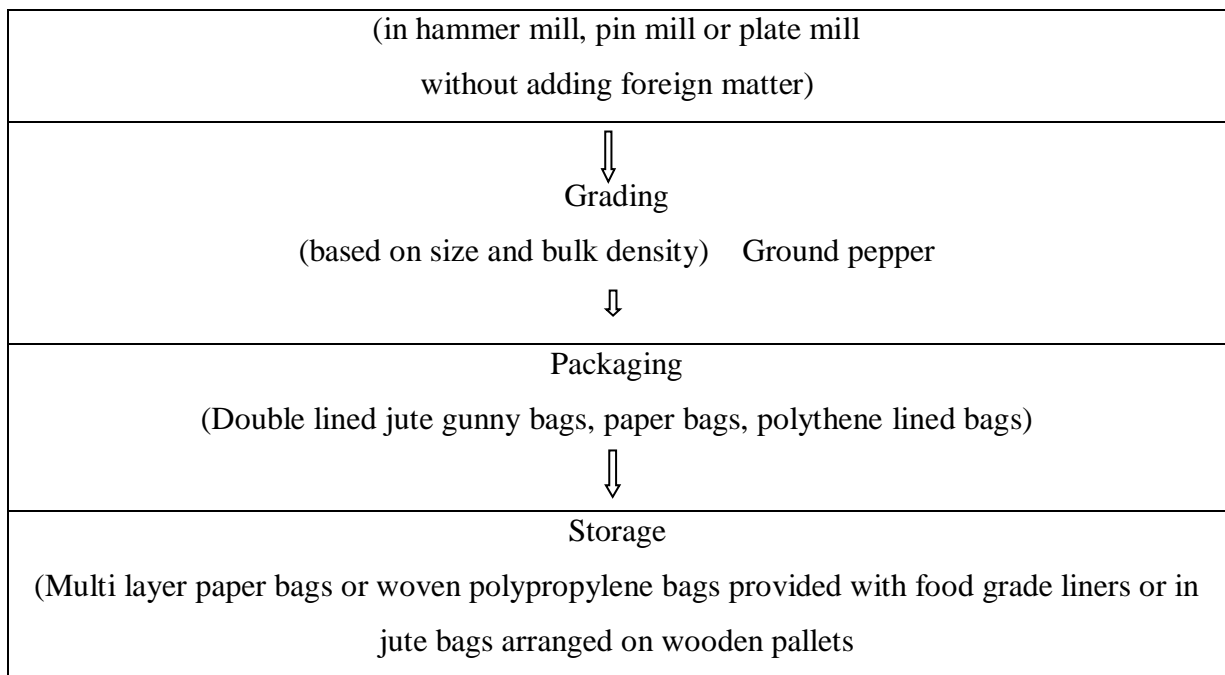 (in hammer mill, pin mill or plate mill
without adding foreign matter)
Grading
(based on size and bulk density)    Ground pepper
Packaging
(Double lined jute gunny bags, paper bags, polythene lined bags)
Storage
(Multi layer paper bags or woven polypropylene bags provided with food grade liners or in
jute bags arranged on wooden pallets